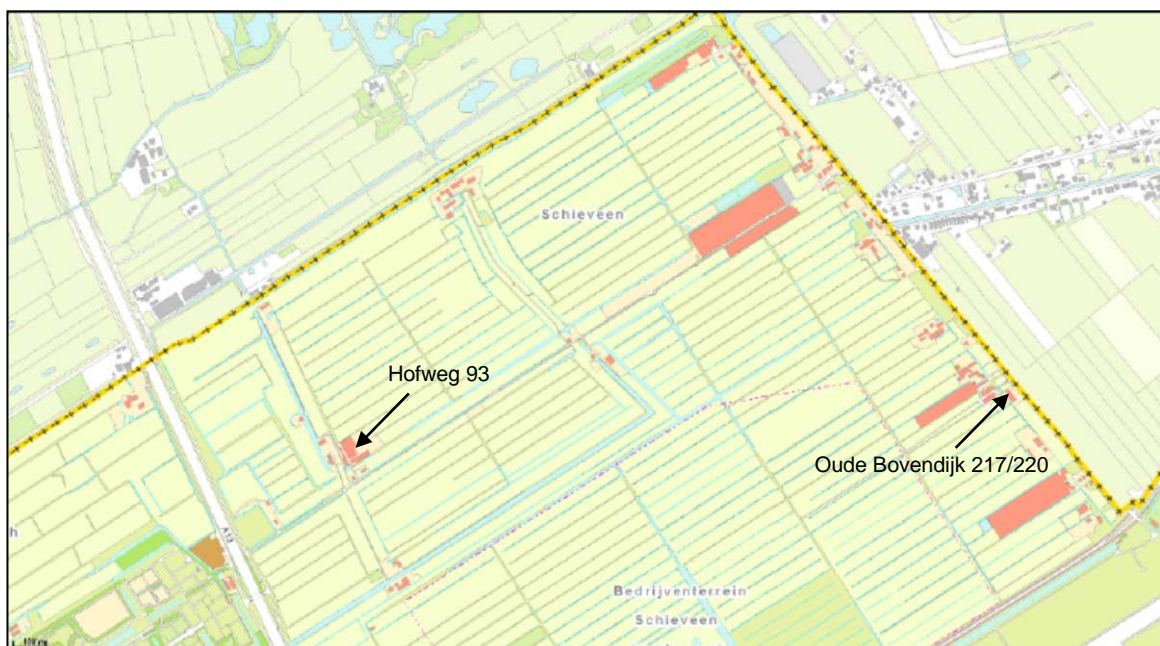 Schieveen
Hofweg 93
Oude Bovendijk 217/220
A13
Bedrijventerrein
Schieveen